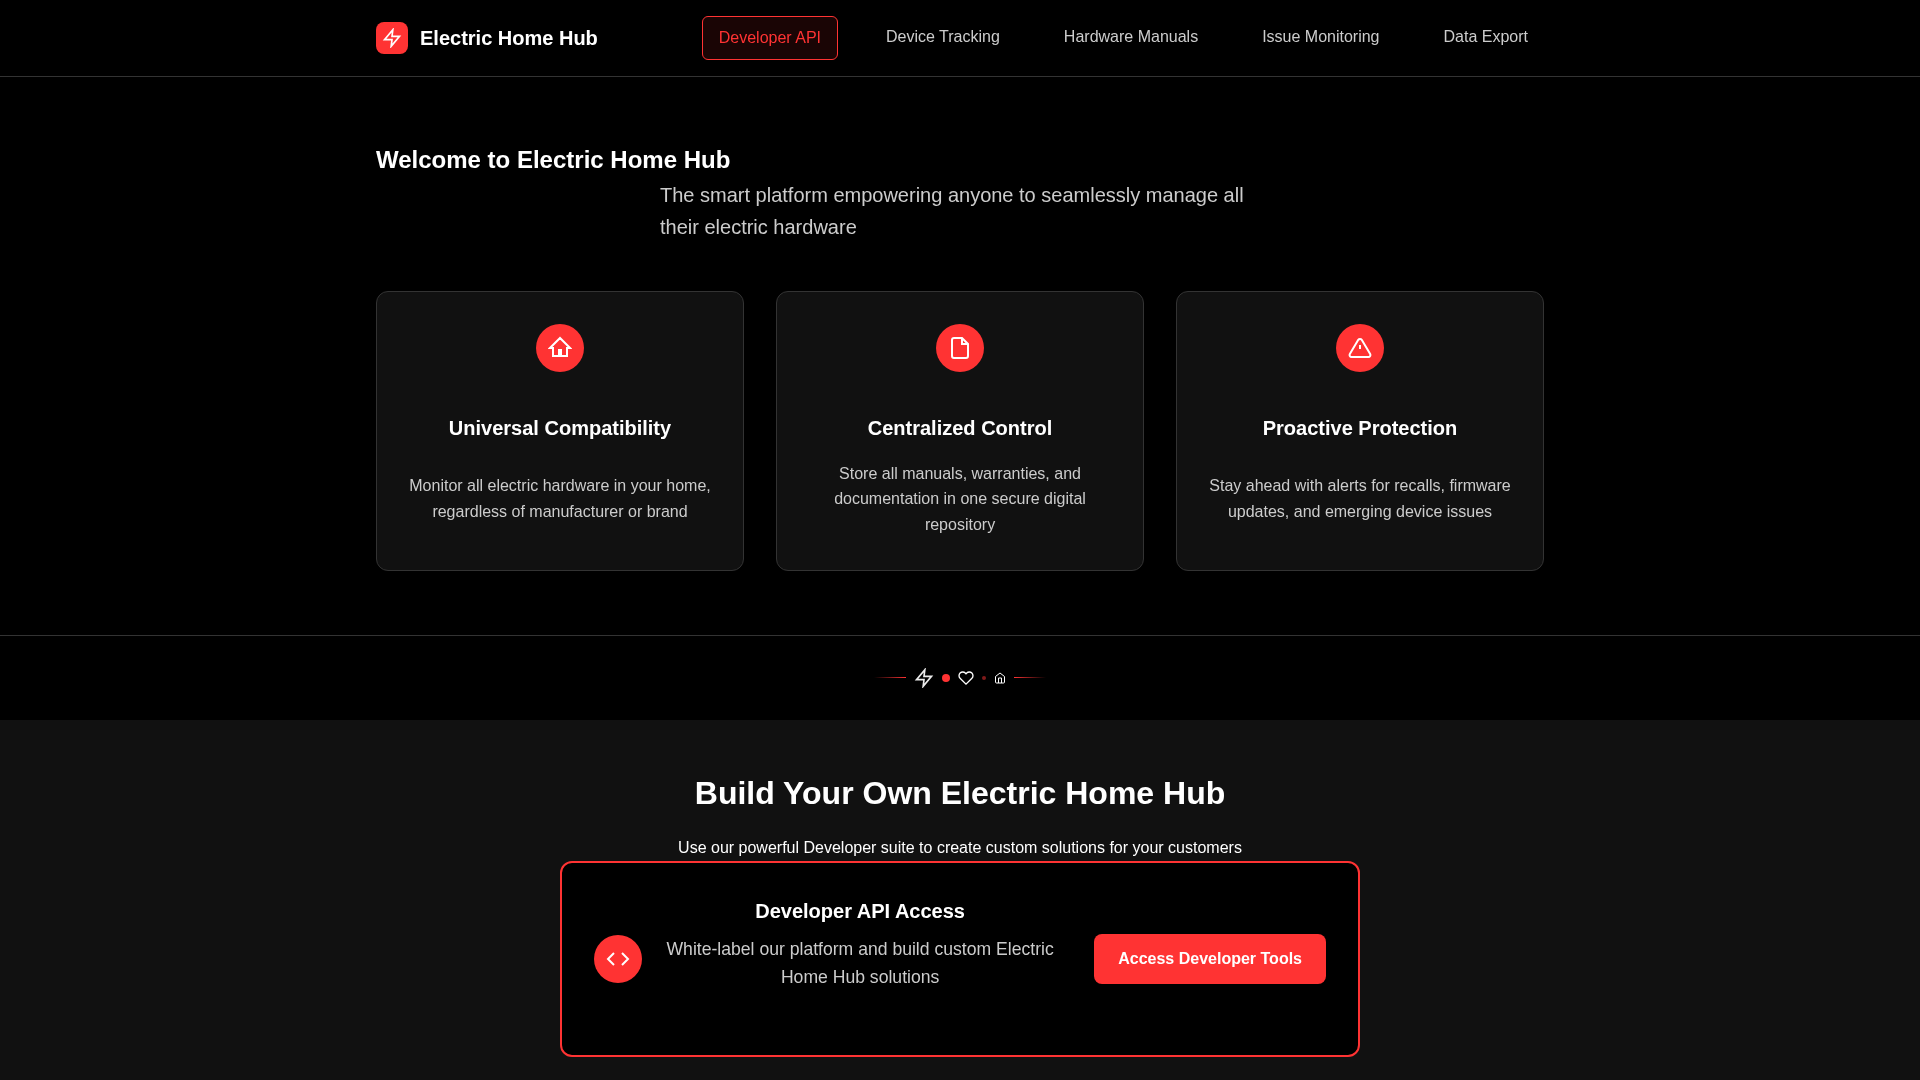 Electric Home Hub
Developer API
Device Tracking
Hardware Manuals
Issue Monitoring
Data Export
Welcome to Electric Home Hub
The smart platform empowering anyone to seamlessly manage all
their electric hardware
Universal Compatibility
Monitor all electric hardware in your home,
regardless of manufacturer or brand
Centralized Control
Store all manuals, warranties, and
documentation in one secure digital
repository
Proactive Protection
Stay ahead with alerts for recalls, firmware
updates, and emerging device issues
Build Your Own Electric Home Hub
Use our powerful Developer suite to create custom solutions for your customers
Developer API Access
White-label our platform and build custom Electric
Home Hub solutions
Access Developer Tools